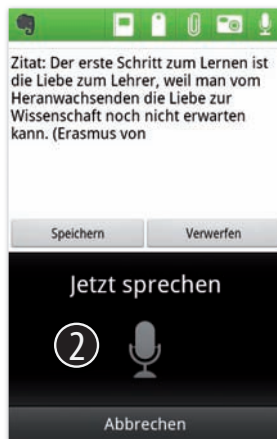 Zitat: Der erste Schritt zum Lernen ist
die Liebe zum Lehrer, weil man vom
Heranwachsenden die Liebe zur
Wissenschaft noch nicht erwarten
kann. (Erasmus von
Speichern Verwerfen
Jetzt sprechen
2
Abbrechen